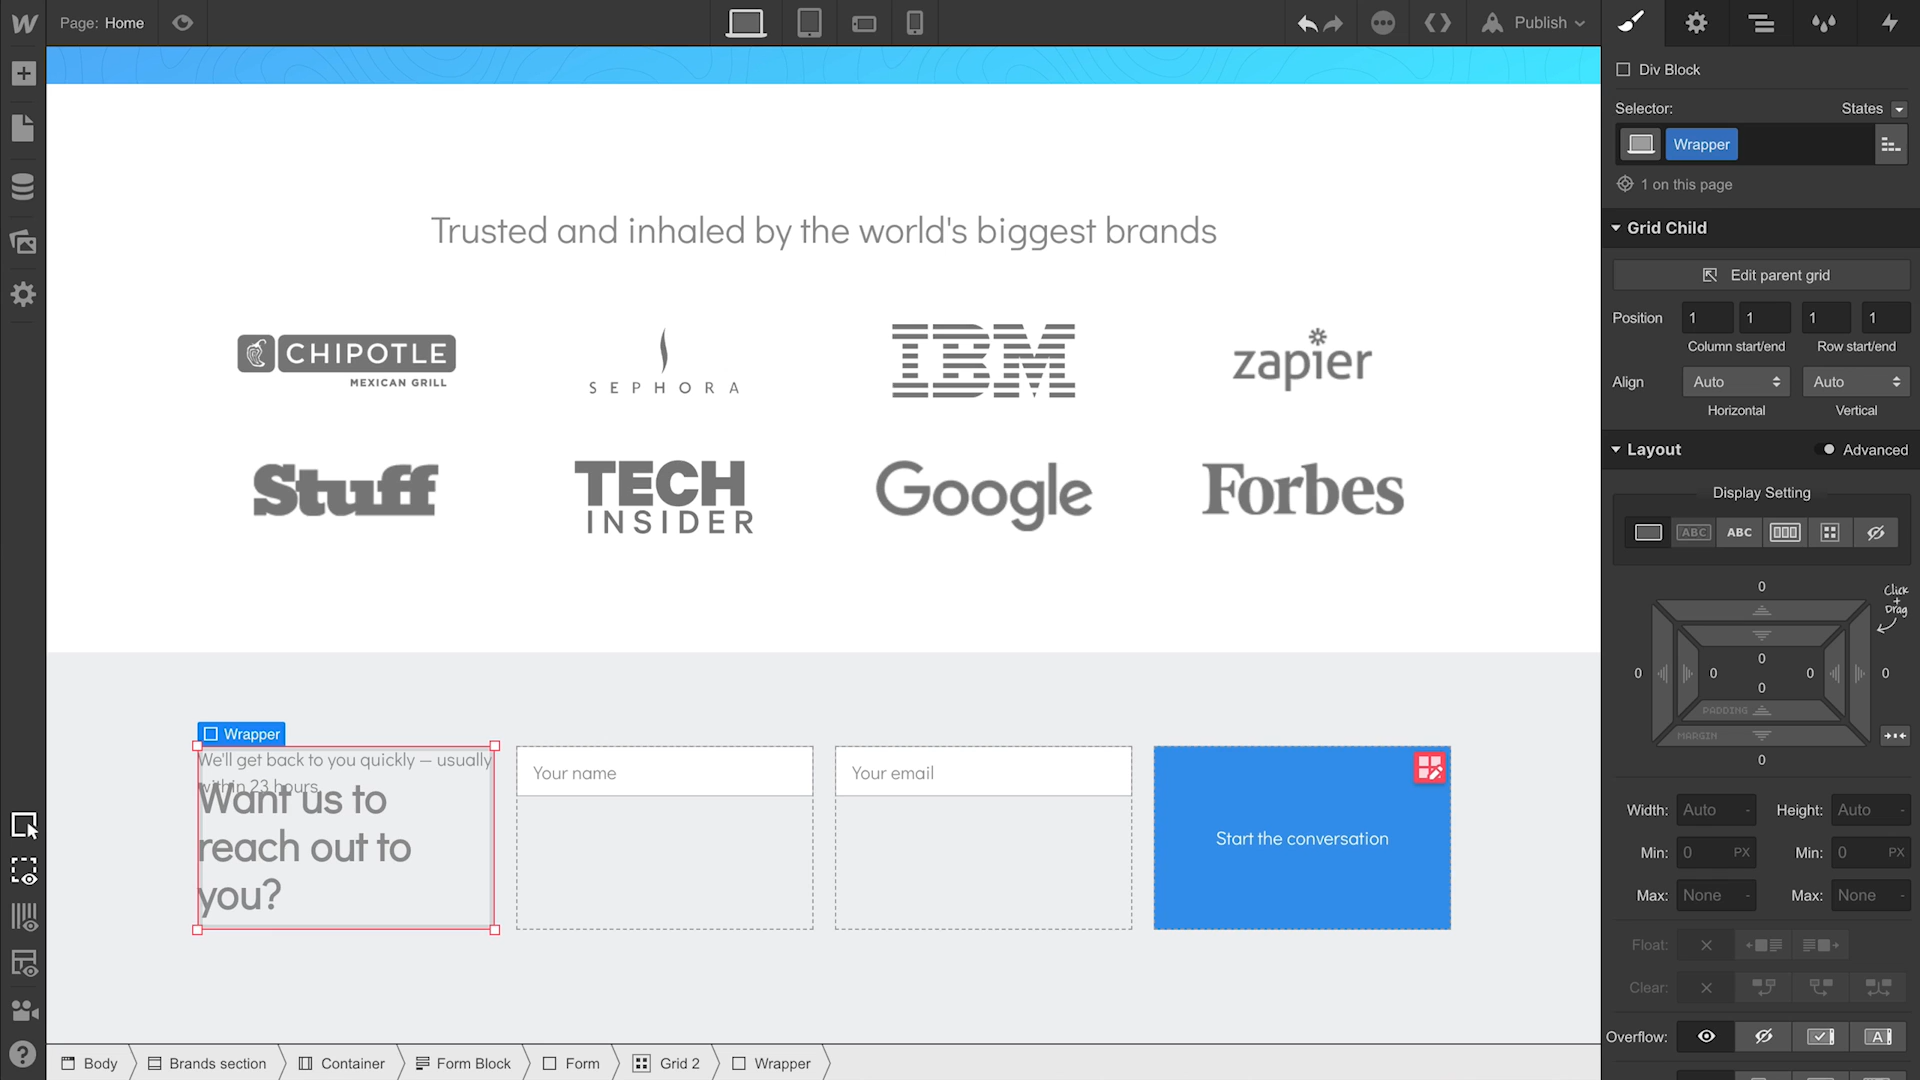 Page: Home
Publish
Div Block
Selector:
States
Wrapper
1 on this page
Grid Child
Edit parent grid
Position
1
1
1
1
Column start/end
Row start/end
Align
Auto
Auto
Horizontal
Vertical
Layout
Advanced
Display Setting
ABC
ABC
0
Click
+
Drag
0
0
0
0
0
0
PADDING
MARGIN
0
Width:
Auto
-
Height:
Auto
-
Min:
0
PX
Min:
0
PX
Max:
None
-
Max:
None
-
Float:
Clear:
Overflow:
A
Trusted and inhaled by the world's biggest brands
CHIPOTLE
MEXICAN GRILL
SEPHORA
IBM
zapier
Stuff
TECH
INSIDER
Google
Forbes
Wrapper
We'll get back to you quickly — usually
within 23 hours
Want us to
reach out to
you?
Your name
Your email
Start the conversation
Body
Brands section
Container
Form Block
Form
Grid 2
Wrapper